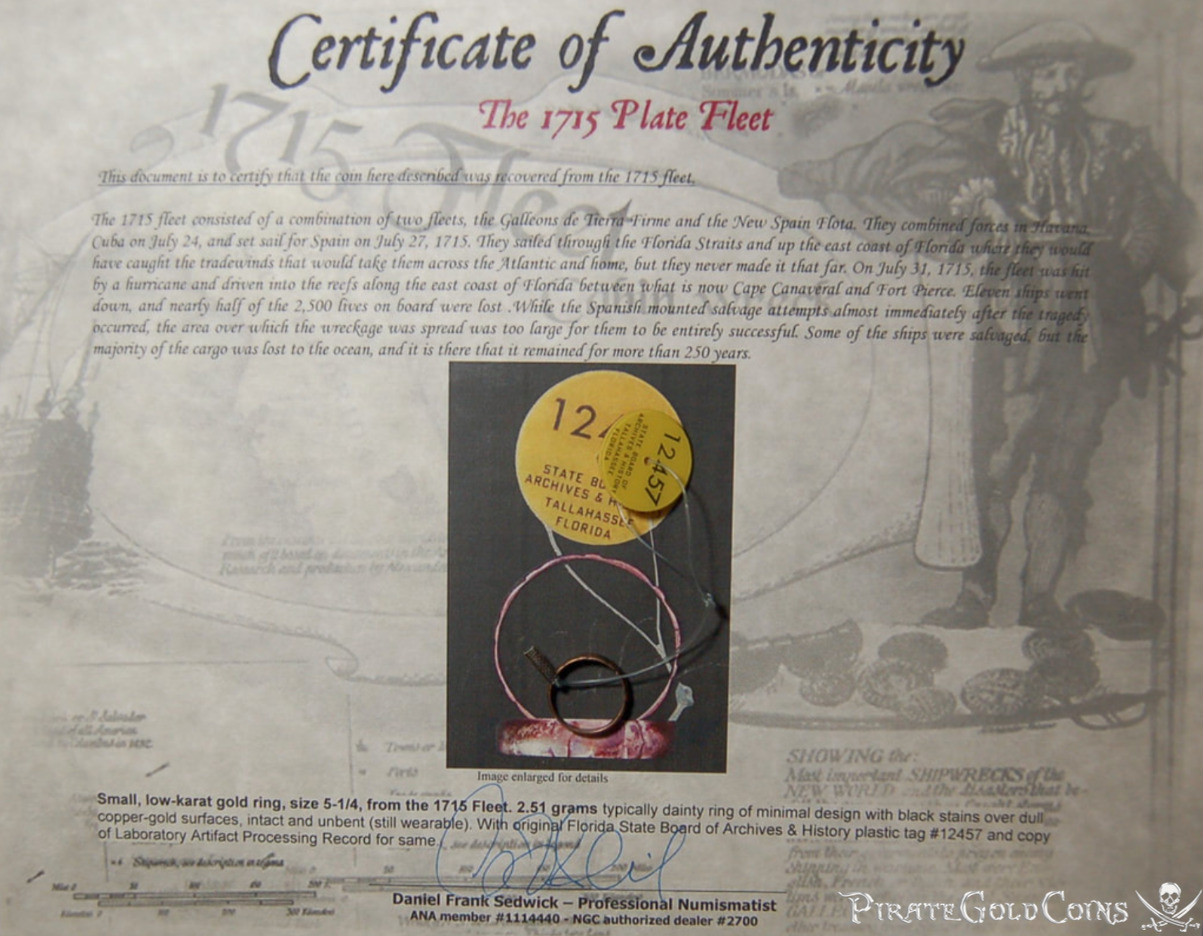 Certificate of Authenticity
The 1715 Plate Fleet
1715
Fleet
This document is to certify that the coin here described was recovered from the 1715 fleet.
The 1715 fleet consisted of a combination of two fleets, the Galleons de Tierra Firme and the New Spain Flota. They combined forces in Havana,
Cuba on July 24, and set sail for Spain on July 27, 1715. They sailed through the Florida Straits and up the east coast of Florida where they would
have caught the tradewinds that would take them across the Atlantic and home, but they never made it that far. On July 31, 1715, the fleet was hit
by a hurricane and driven into the reefs along the east coast of Florida between what is now Cape Canaveral and Fort Pierce. Eleven ships went
down, and nearly half of the 2,500 lives on board were lost .While the Spanish mounted salvage attempts almost immediately after the tragedy
occurred, the area over which the wreckage was spread was too large for them to be entirely successful. Some of the ships were salvaged, but the
majority of the cargo was lost to the ocean, and it is there that it remained for more than 250 years.
12
STATE BO
ARCHIVES & H
TALLAHASSEE
FLORIDA
12457
STATE BOARD OF
ARCHIVES & HISTORY
TALLAHASSEE
FLORIDA
Image enlarged for details
SHOWING the:
Most important SHIPWRECKS of the
NEW WORLD and the disasters that be-
Small, low-karat gold ring, size 5-1/4, from the 1715 Fleet. 2.51 grams typically dainty ring of minimal design with black stains over dull
copper-gold surfaces, intact and unbent (still wearable). With original Florida State Board of Archives & History plastic tag #12457 and copy
of Laboratory Artifact Processing Record for same.
Daniel Frank Sedwick – Professional Numismatist
ANA member #1114440 - NGC authorized dealer #2700
PIRATEGOLDCOINS